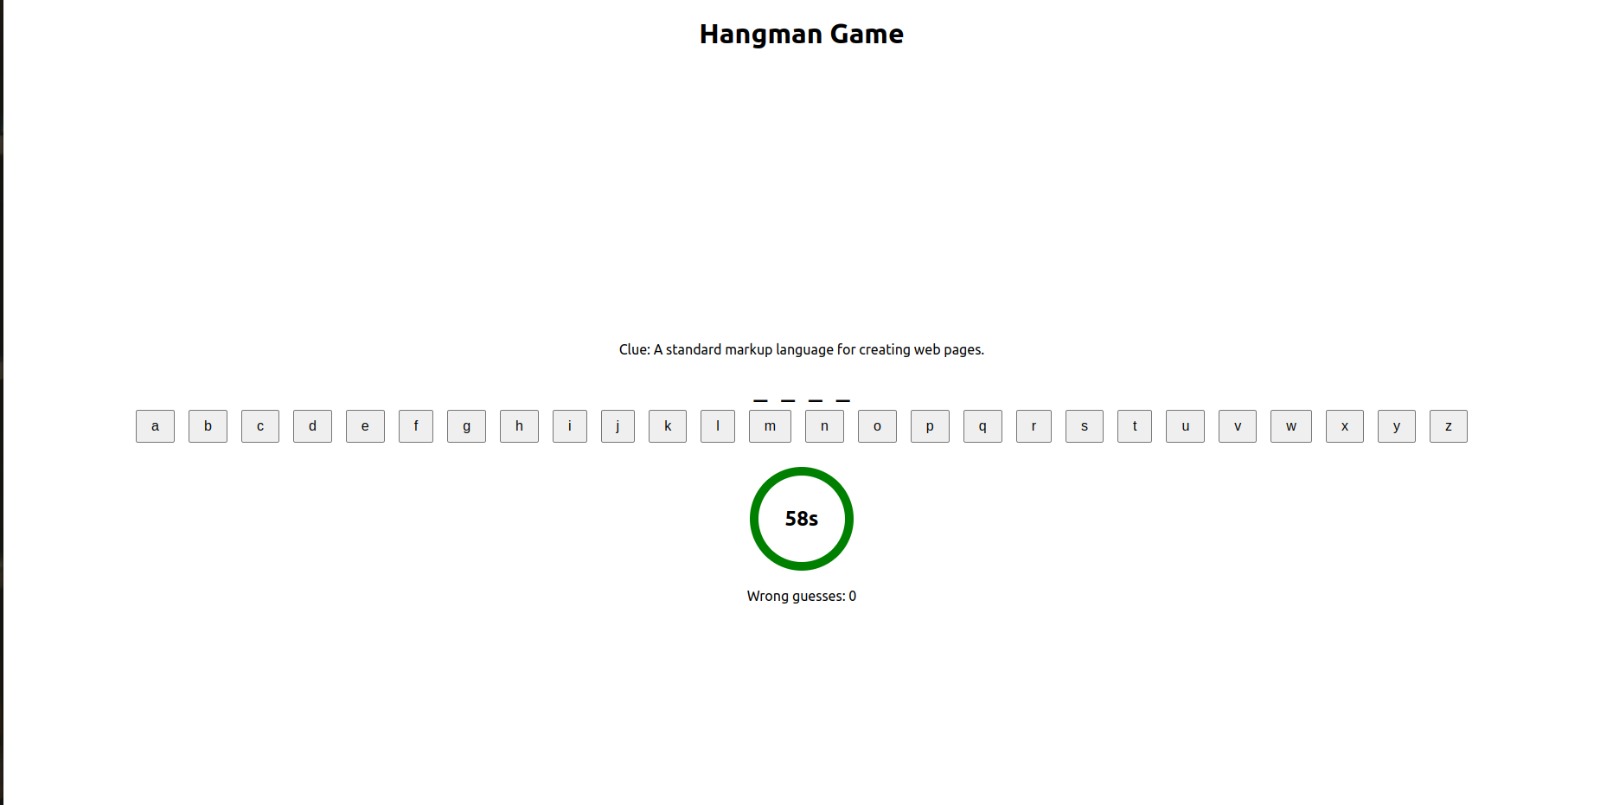 Hangman Game
Clue: A standard markup language for creating web pages.
_ _ _ _
a b c d e f g h i j k l m n o p q r s t u v w x y z
58s
Wrong guesses: 0